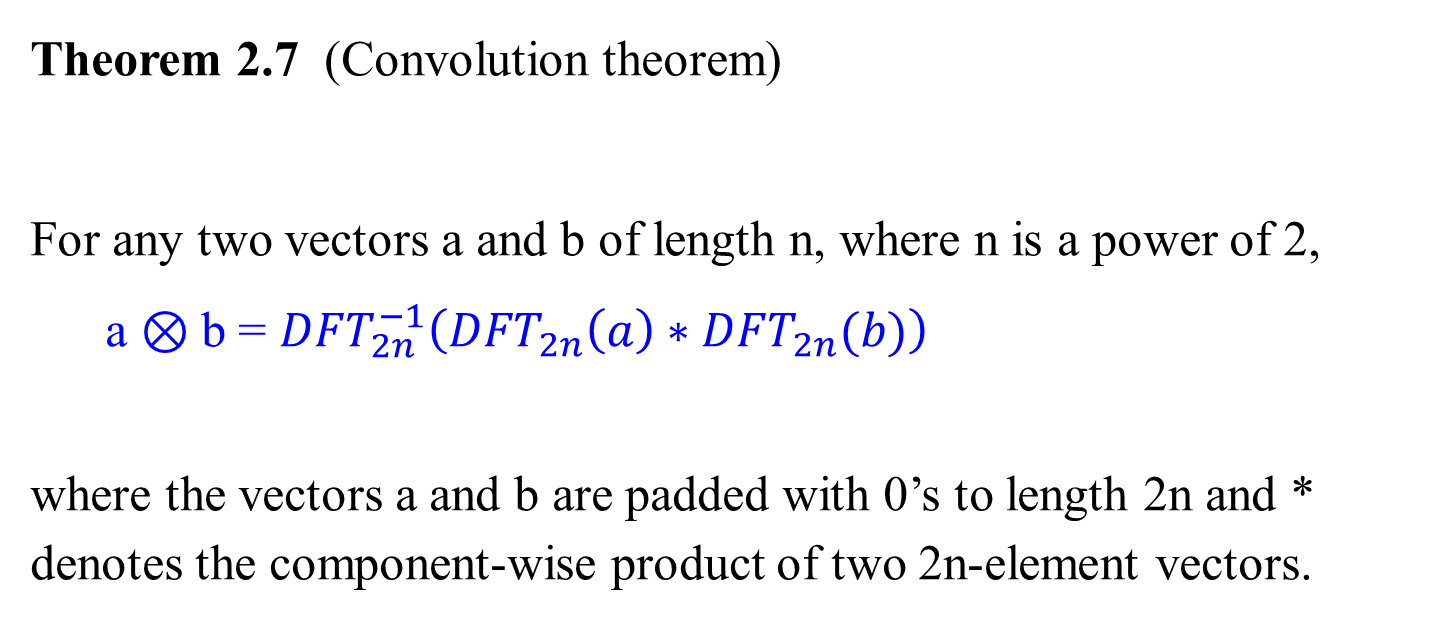 Theorem 2.7 (Convolution theorem)
For any two vectors a and b of length n, where n is a power of 2,
a ⊗ b = $DFT_{2n}^{-1}(DFT_{2n}(a) * DFT_{2n}(b))$
where the vectors a and b are padded with 0’s to length 2n and *
denotes the component-wise product of two 2n-element vectors.